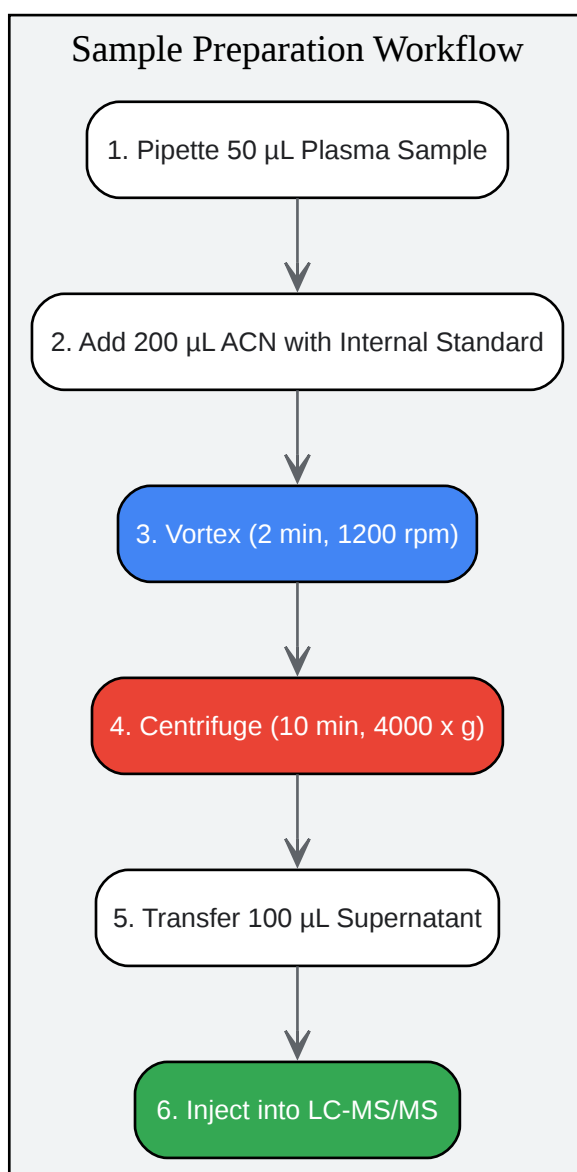 Sample Preparation Workflow
1. Pipette 50 µL Plasma Sample
2. Add 200 µL ACN with Internal Standard
3. Vortex (2 min, 1200 rpm)
4. Centrifuge (10 min, 4000 x g)
5. Transfer 100 µL Supernatant
6. Inject into LC-MS/MS